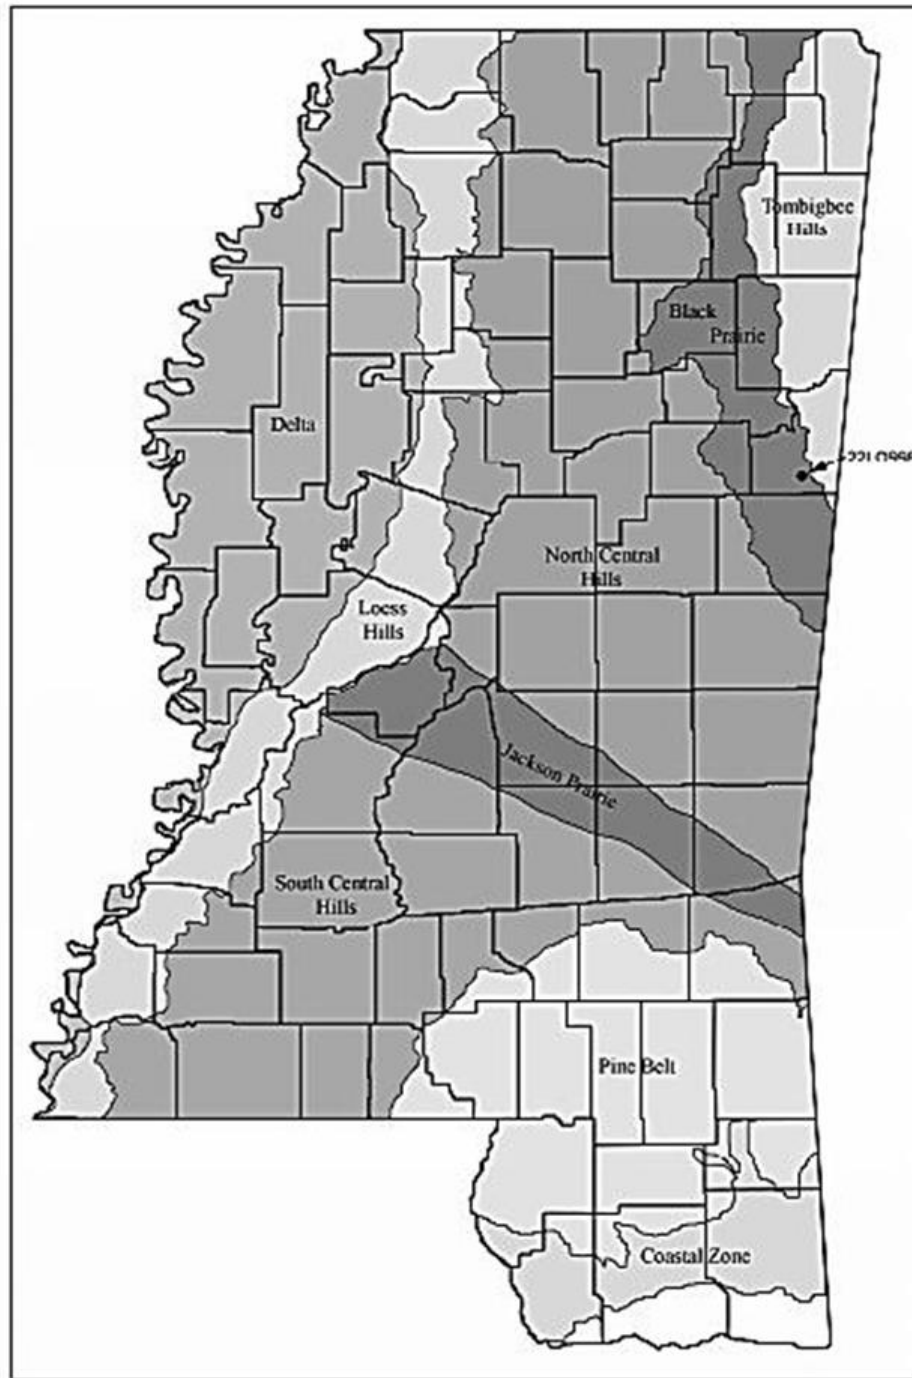 Tombigbee
Hills
Black
Prairie
Delta
North Central
Hills
Loess
Hills
Jackson Prairie
South Central
Hills
Pine Belt
Coastal Zone